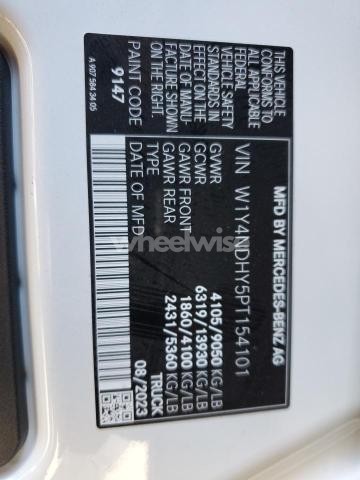 MFD BY MERCEDES-BENZ AG
VIN W1Y4NDHY5PT154101
GVWR 4105/9050 KG/LB
GCWR 6319/13930 KG/LB
GAWR FRONT 1860/4100 KG/LB
GAWR REAR 2431/5360 KG/LB
TYPE TRUCK
DATE OF MFD 08/2023
THIS VEHICLE
CONFORMS TO
ALL APPLICABLE
FEDERAL
VEHICLE SAFETY
STANDARDS IN
EFFECT ON THE
DATE OF MANU
FACTURE SHOWN
ON THE RIGHT.
PAINT CODE
9147
A 907 584 34 05
wheelwis